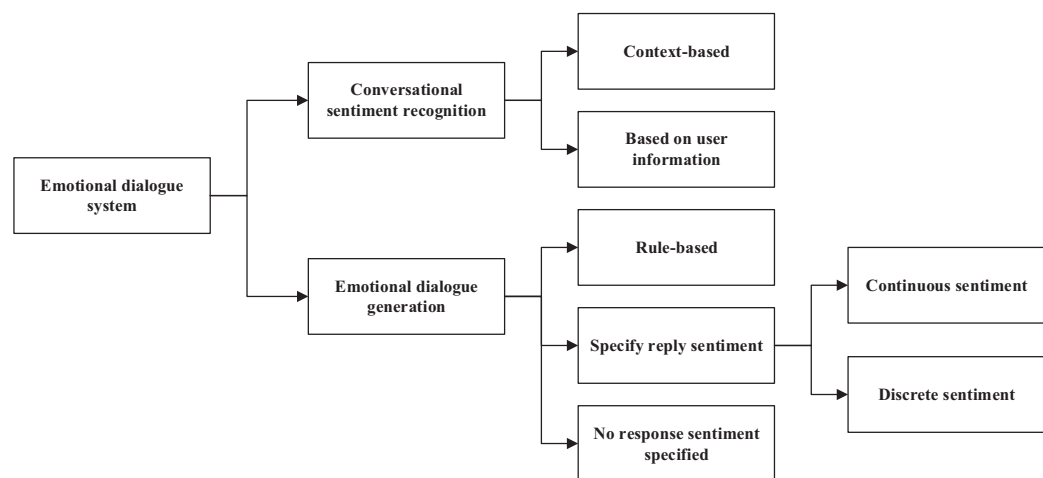 Emotional dialogue
system
Conversational
sentiment recognition
Context-based
Based on user
information
Emotional dialogue
generation
Rule-based
Specify reply sentiment
Continuous sentiment
Discrete sentiment
No response sentiment
specified